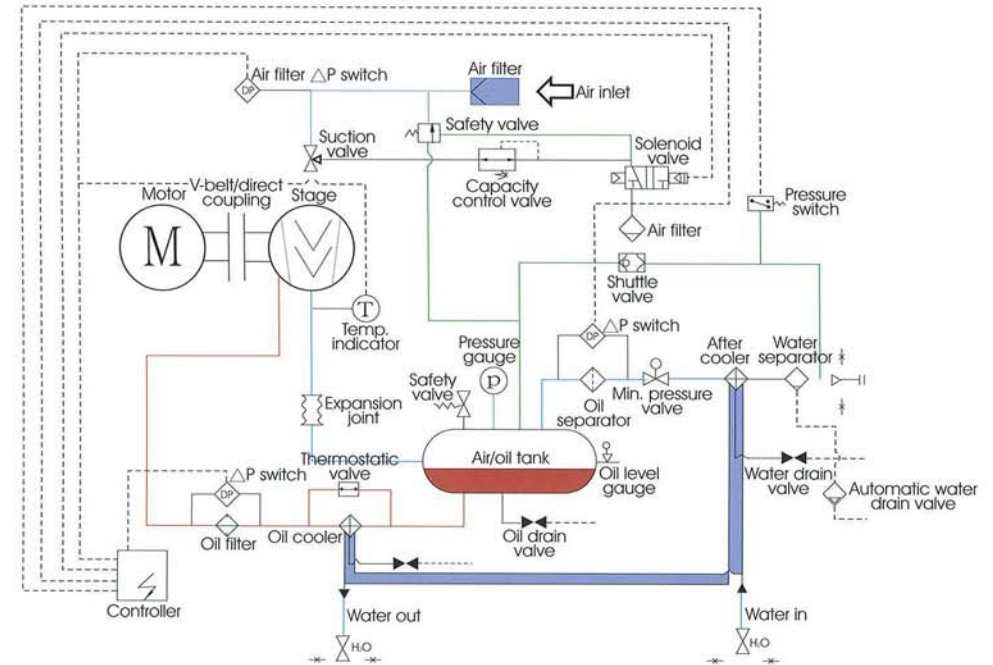 Air filter △P switch
DP
Air filter
Air inlet
Safety valve
Suction
valve
Solenoid
valve
Capacity
control valve
V-belt/direct
coupling
Motor
Stage
M
Pressure
switch
Air filter
Shuttle
valve
T
Temp.
indicator
△P switch
DP
Pressure
gauge
P
After
cooler
Water
separator
Safety
valve
Min. pressure
valve
Oil
separator
Expansion
joint
Air/oil tank
Thermostatic
valve
△P switch
DP
Oil level
gauge
Water drain
valve
Automatic water
drain valve
Oil filter
Oil cooler
Oil drain
valve
Controller
Water out
Water in
H₂O
H₂O